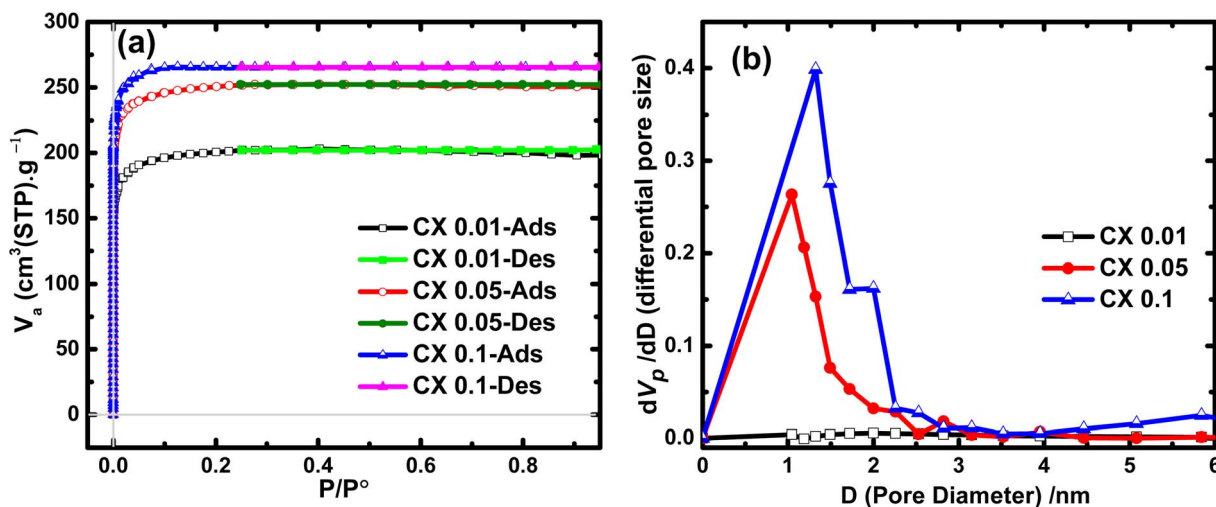 (a)
300
250
200
150
100
50
0
V_a (cm³(STP).g⁻¹)
CX 0.01-Ads
CX 0.01-Des
CX 0.05-Ads
CX 0.05-Des
CX 0.1-Ads
CX 0.1-Des
0.0 0.2 0.4 0.6 0.8
P/P°
(b)
0.4
0.3
0.2
0.1
0.0
dV_p /dD (differential pore size)
CX 0.01
CX 0.05
CX 0.1
0 1 2 3 4 5 6
D (Pore Diameter) /nm